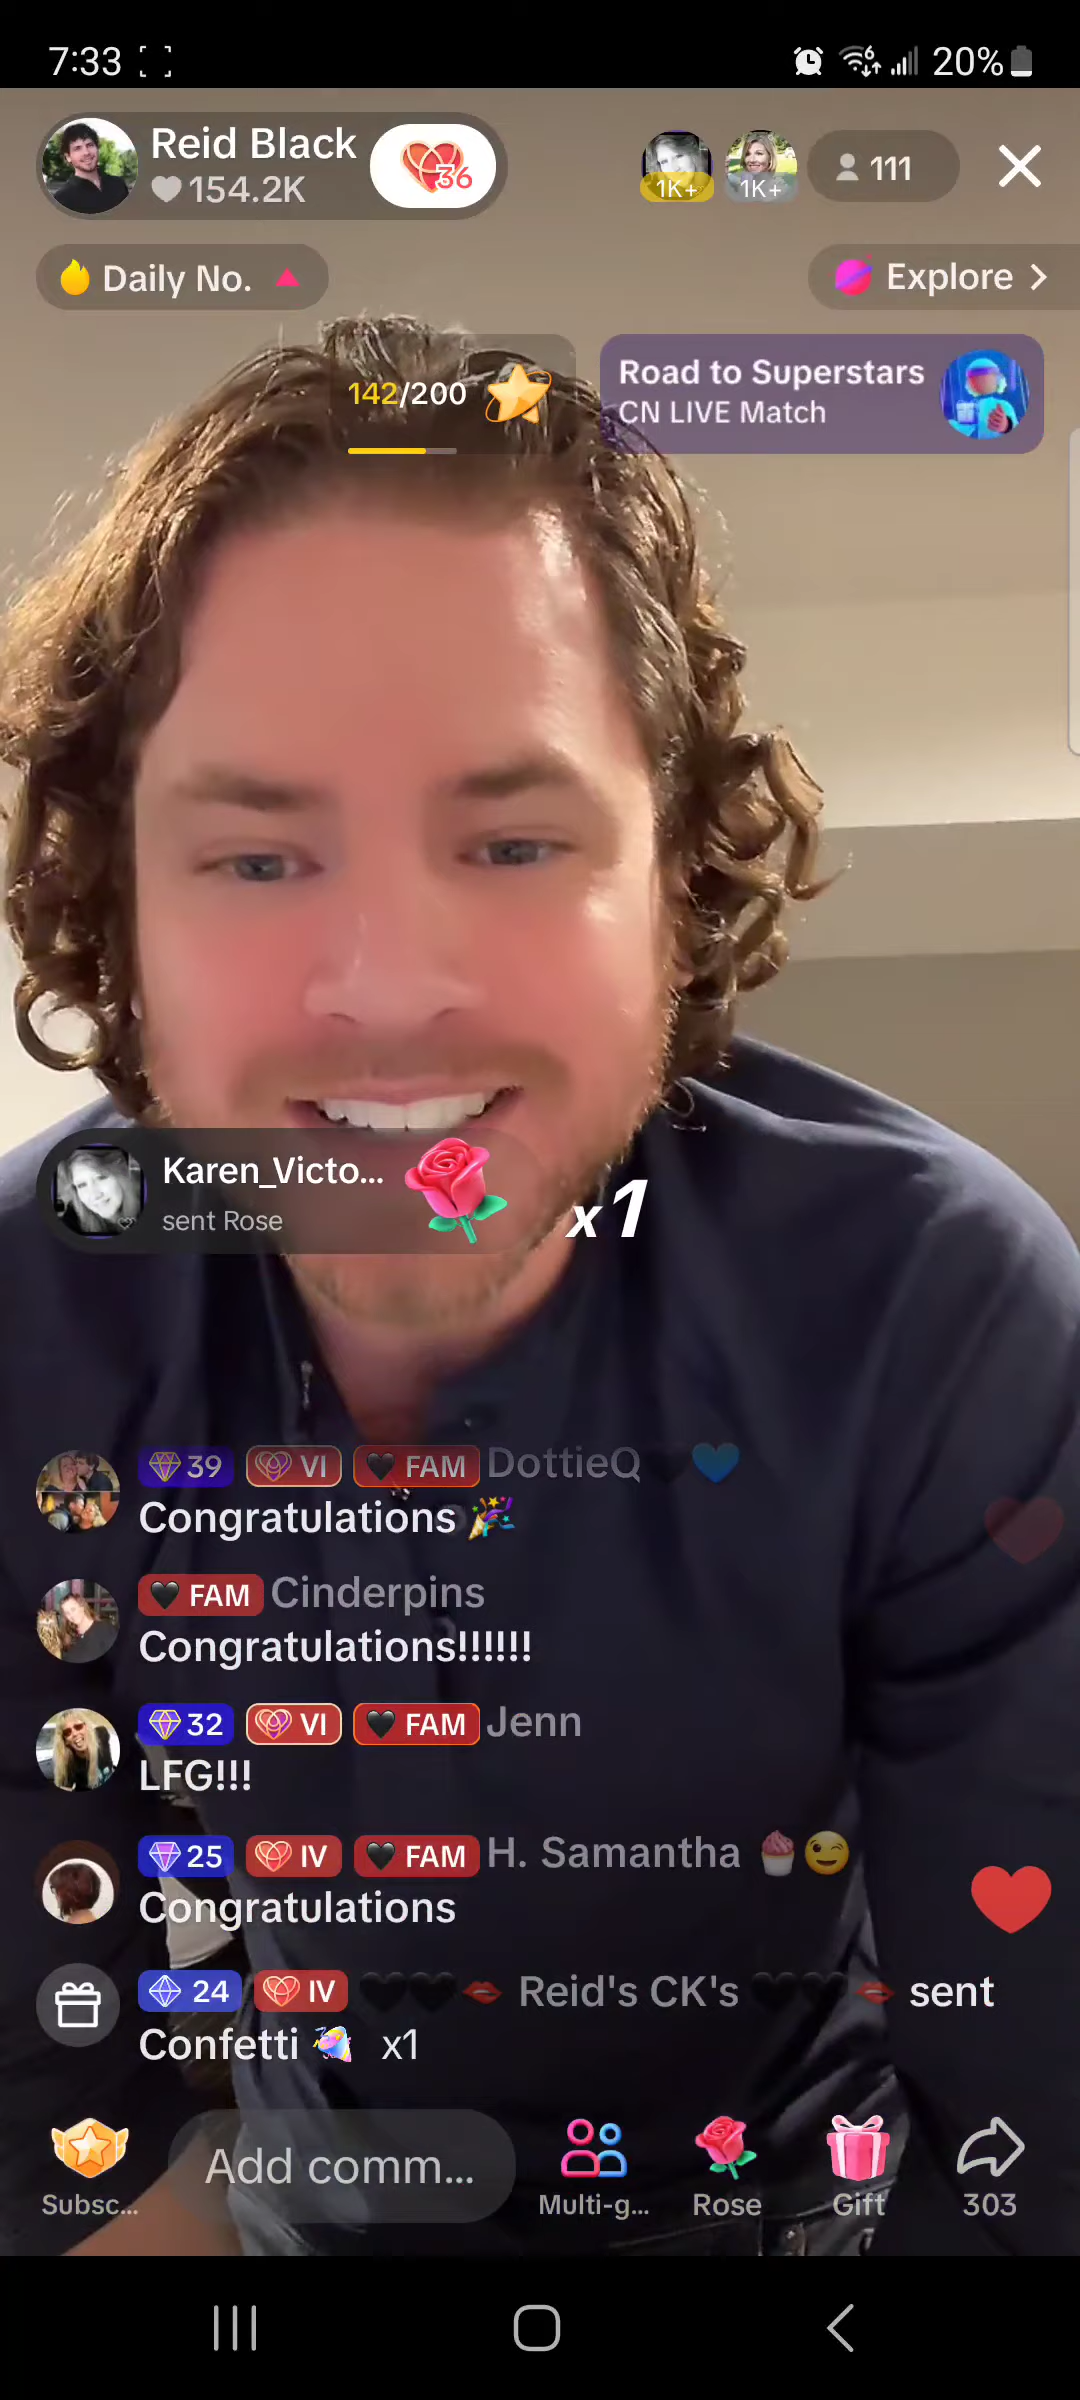 7:33
20%
Reid Black
154.2K
36
1K+
1K+
111
Daily No.
Explore
142/200
Road to Superstars
CN LIVE Match
Karen_Victo...
sent Rose
x1
39 VI FAM DottieQ
Congratulations
FAM Cinderpins
Congratulations!!!!!!
32 VI FAM Jenn
LFG!!!
25 IV FAM H. Samantha
Congratulations
24 IV Reid's CK's sent
Confetti x1
Add comm...
Subsc...
Multi-g...
Rose
Gift
303